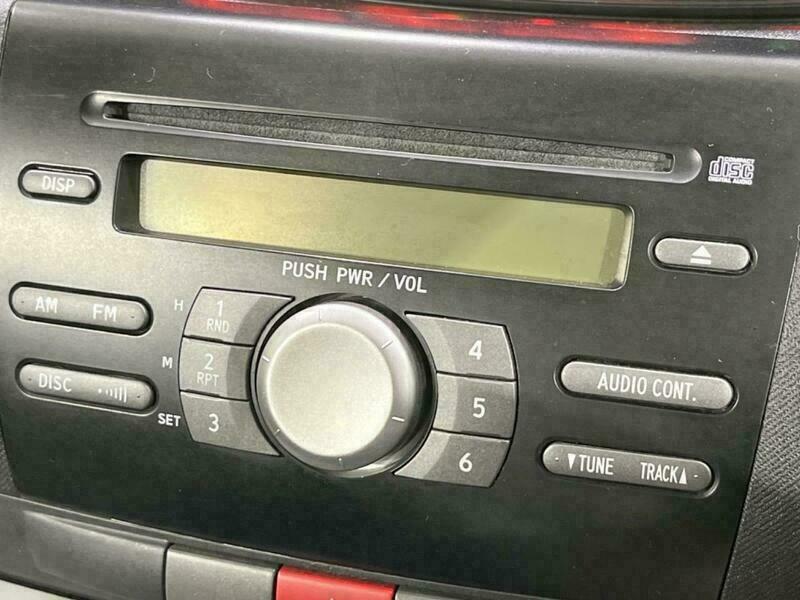 COMPACT
disc
DIGITAL AUDIO
DISP
PUSH PWR / VOL
AM FM
H
1
RND
4
M
2
RPT
DISC
5
AUDIO CONT.
SET
3
6
▼TUNE TRACK▲